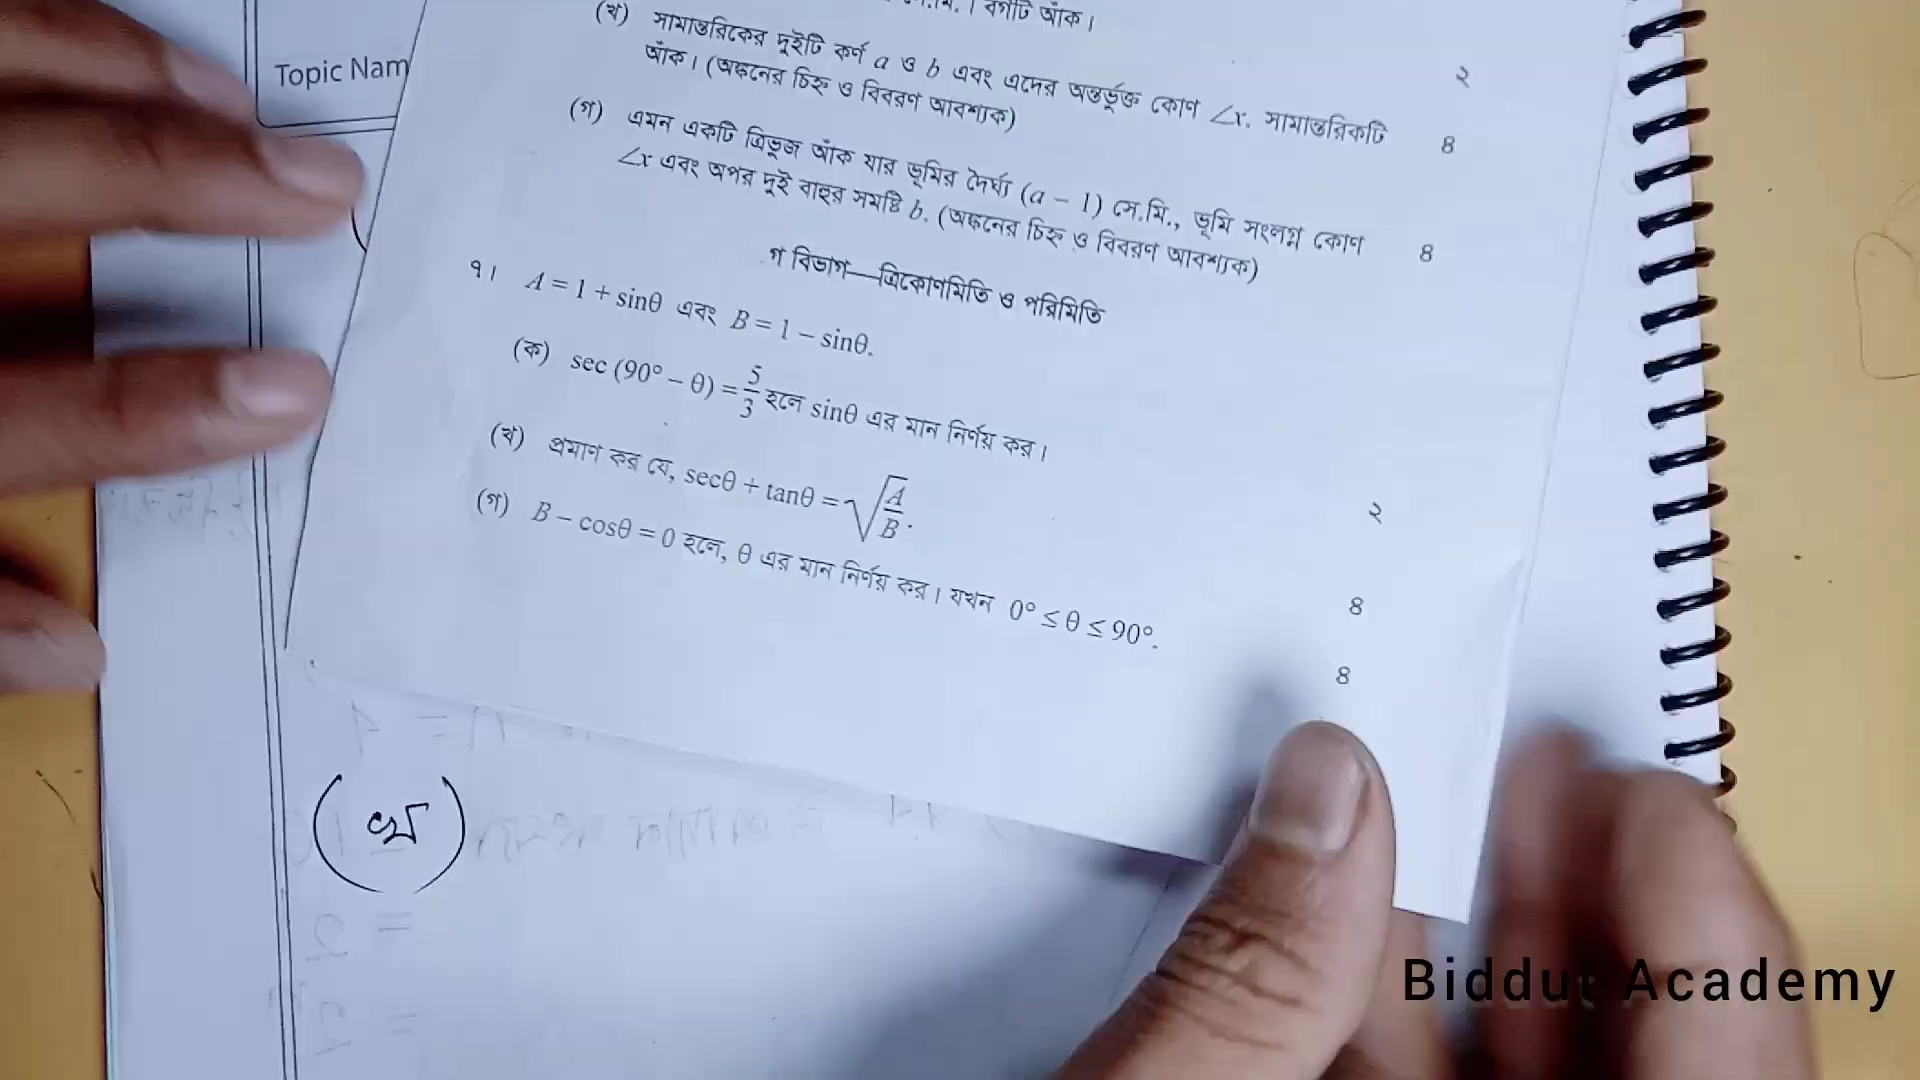 সে.মি.। বর্গটি আঁক।
(খ) সামান্তরিকের দুইটি কর্ণ a ও b এবং এদের অন্তর্ভূক্ত কোণ ∠x. সামান্তরিকটি ২
আঁক। (অঙ্কনের চিহ্ন ও বিবরণ আবশ্যক) ৪
(গ) এমন একটি ত্রিভুজ আঁক যার ভূমির দৈর্ঘ্য (a − 1) সে.মি., ভূমি সংলগ্ন কোণ
∠x এবং অপর দুই বাহুর সমষ্টি b. (অঙ্কনের চিহ্ন ও বিবরণ আবশ্যক) ৪
গ বিভাগ—ত্রিকোণমিতি ও পরিমিতি
৭। A = 1 + sinθ এবং B = 1 − sinθ.
(ক) sec (90° − θ) = 5/3 হলে sinθ এর মান নির্ণয় কর। ২
(খ) প্রমাণ কর যে, secθ + tanθ = √(A/B). ৪
(গ) B − cosθ = 0 হলে, θ এর মান নির্ণয় কর। যখন 0° ≤ θ ≤ 90°. ৪
Topic Nam
(খ)
Biddut Academy